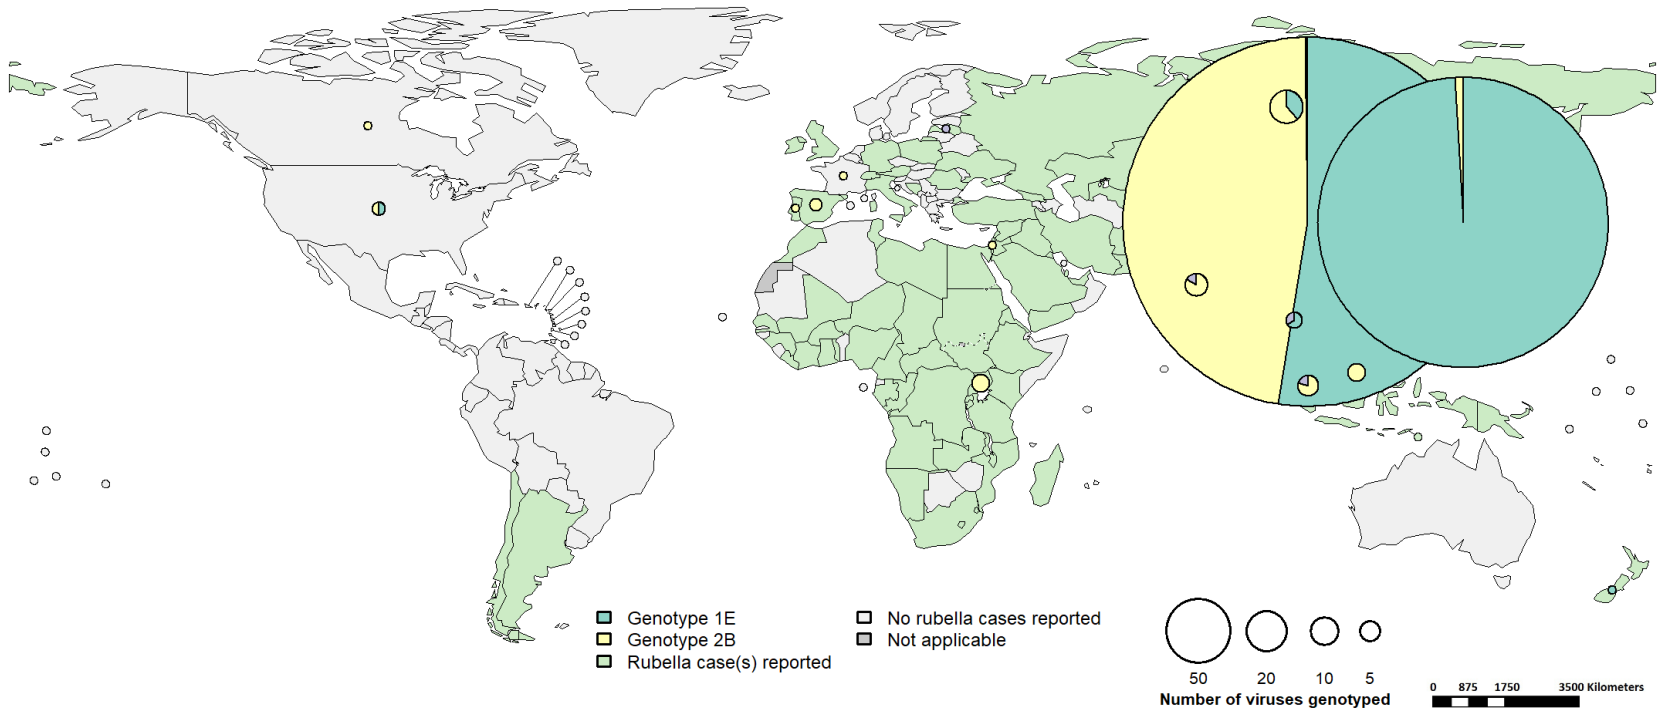 Genotype 1E
Genotype 2B
Rubella case(s) reported
No rubella cases reported
Not applicable
50 20 10 5
Number of viruses genotyped
0 875 1750 3500 Kilometers